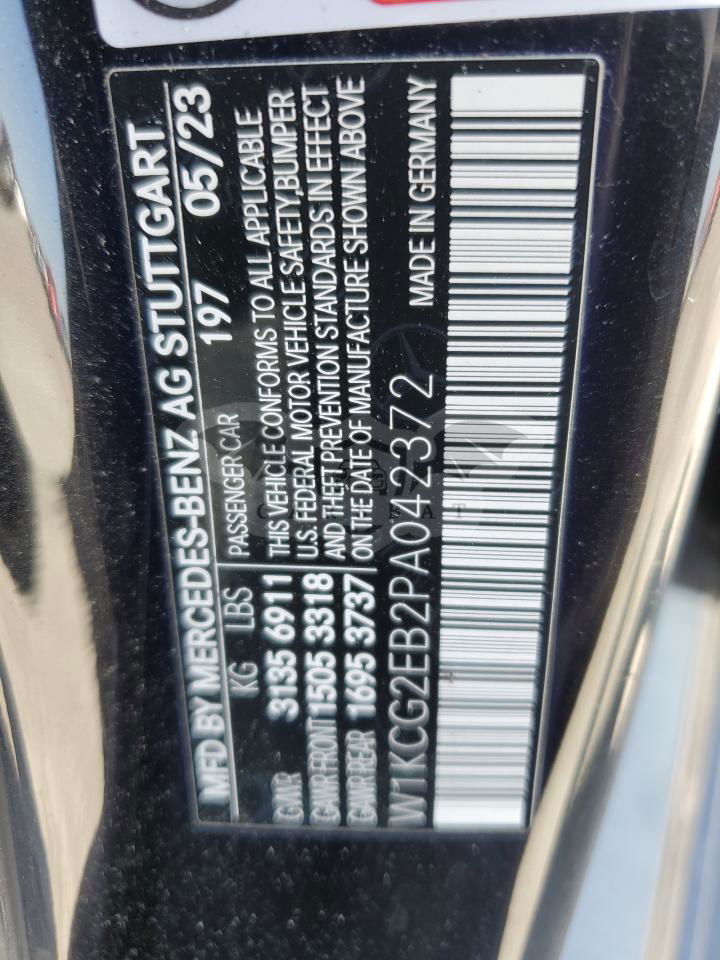 MFD BY MERCEDES-BENZ AG STUTTGART
197 05/23
KG LBS PASSENGER CAR
GVWR 3135 6911 THIS VEHICLE CONFORMS TO ALL APPLICABLE
GAWR FRONT 1505 3318 U.S. FEDERAL MOTOR VEHICLE SAFETY, BUMPER
GAWR REAR 1695 3737 AND THEFT PREVENTION STANDARDS IN EFFECT
ON THE DATE OF MANUFACTURE SHOWN ABOVE
W1KCG2EB2PA042372 MADE IN GERMANY